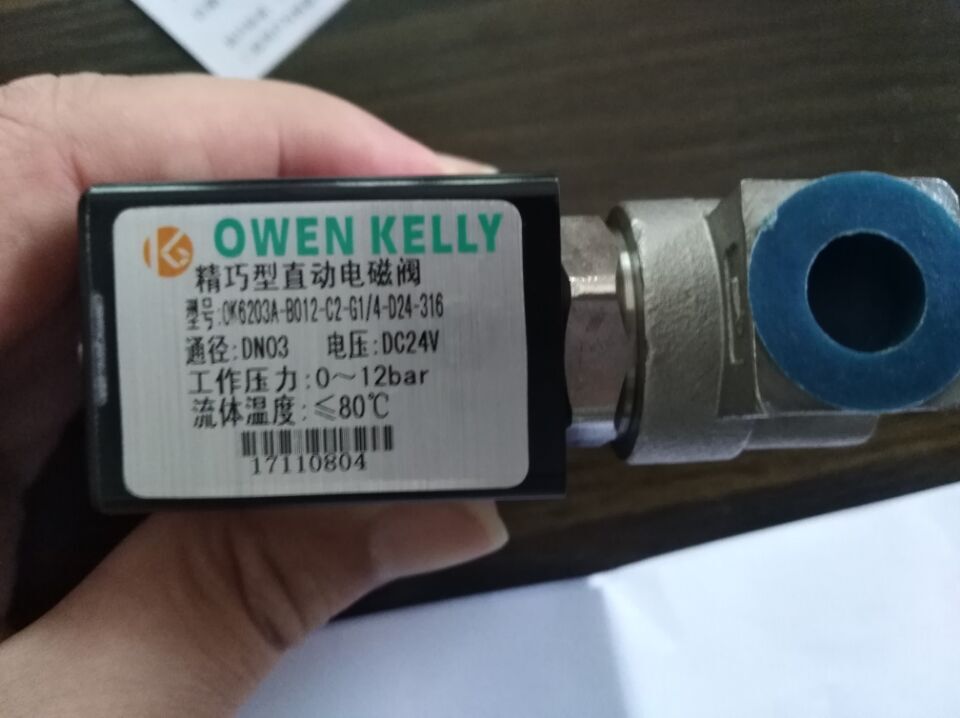 OWEN KELLY
精巧型直动电磁阀
型号:OK6203A-B012-C2-G1/4-D24-316
通径:DN03 电压:DC24V
工作压力:0～12bar
流体温度:≤80℃
17110804